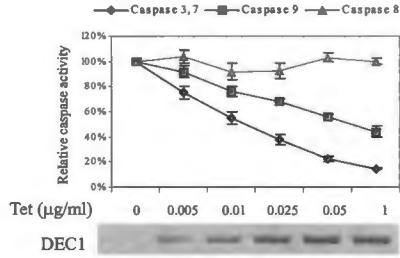 Caspase 3,7 Caspase 9 Caspase 8
120%
100%
80%
60%
40%
20%
0%
Relative caspase activity
Tet (µg/ml) 0 0.005 0.01 0.025 0.05 1
DEC1